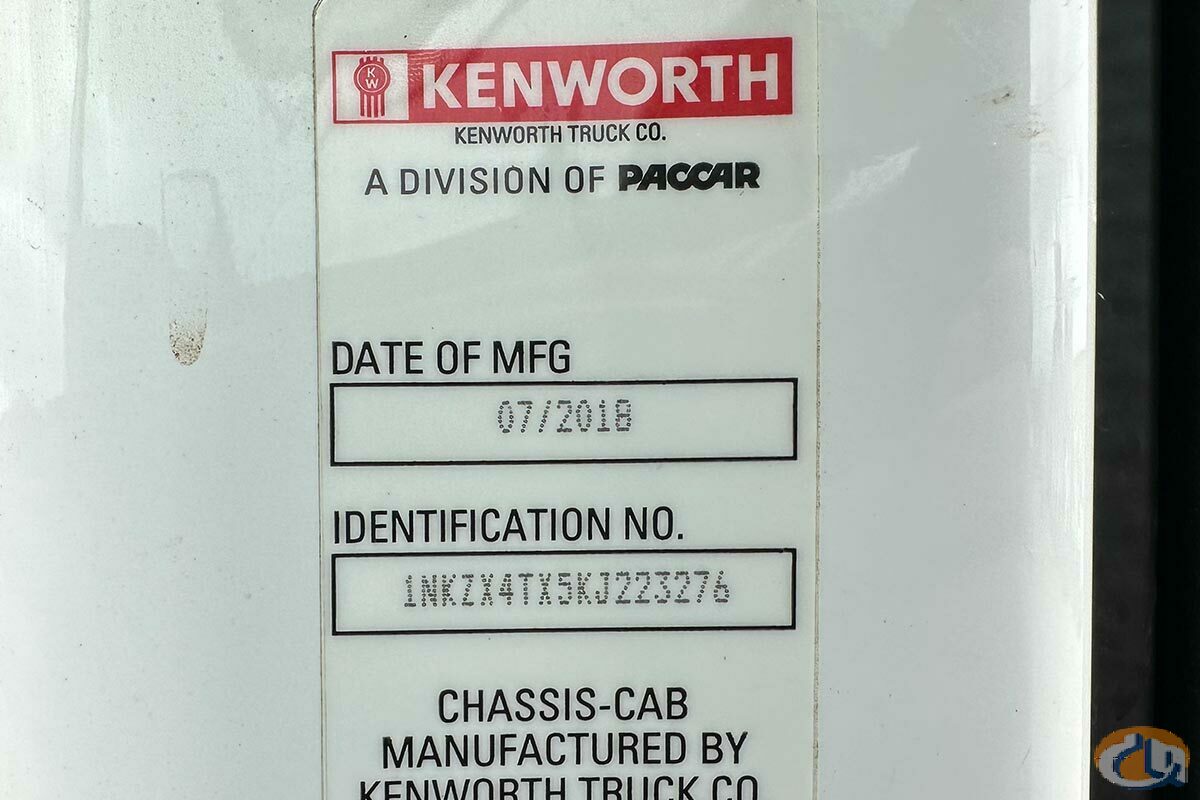 KW
KENWORTH
KENWORTH TRUCK CO.
A DIVISION OF PACCAR
DATE OF MFG
07/2018
IDENTIFICATION NO.
1NKZX4TX5KJ223276
CHASSIS-CAB
MANUFACTURED BY
KENWORTH TRUCK CO